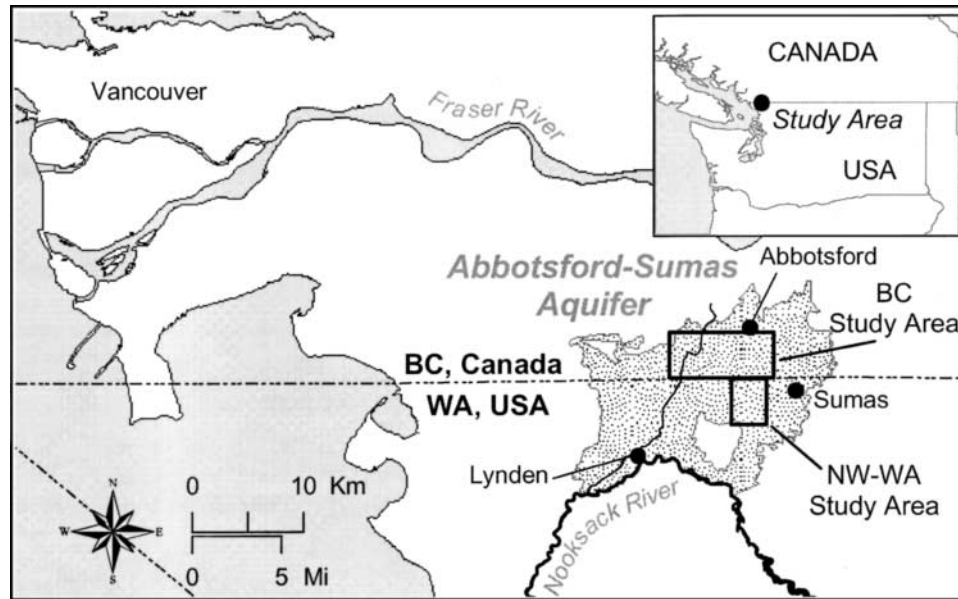 CANADA
Study Area
USA
Vancouver
Fraser River
Abbotsford-Sumas
Aquifer
Abbotsford
BC
Study Area
BC, Canada
WA, USA
Sumas
Lynden
NW-WA
Study Area
Nooksack River
N
W
E
S
0
10 Km
0
5 Mi